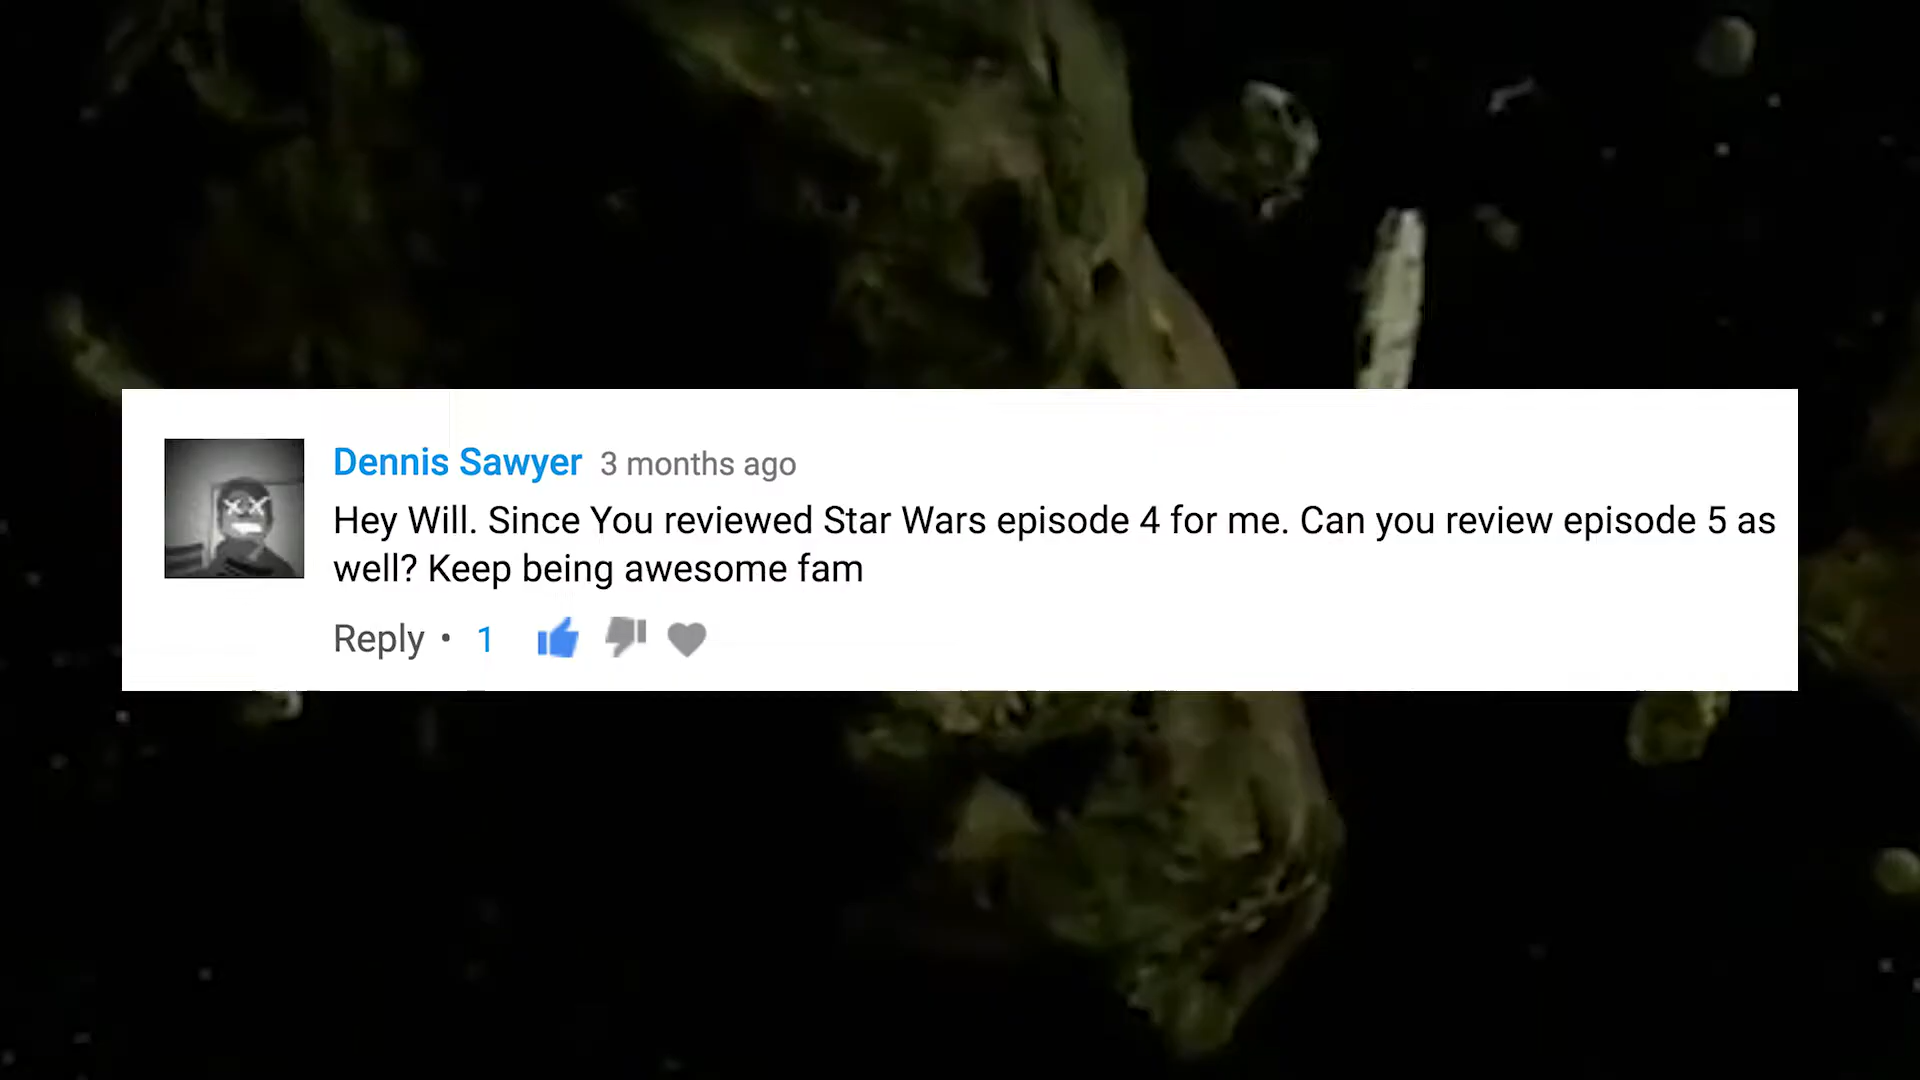 Dennis Sawyer 3 months ago
Hey Will. Since You reviewed Star Wars episode 4 for me. Can you review episode 5 as
well? Keep being awesome fam
Reply • 1